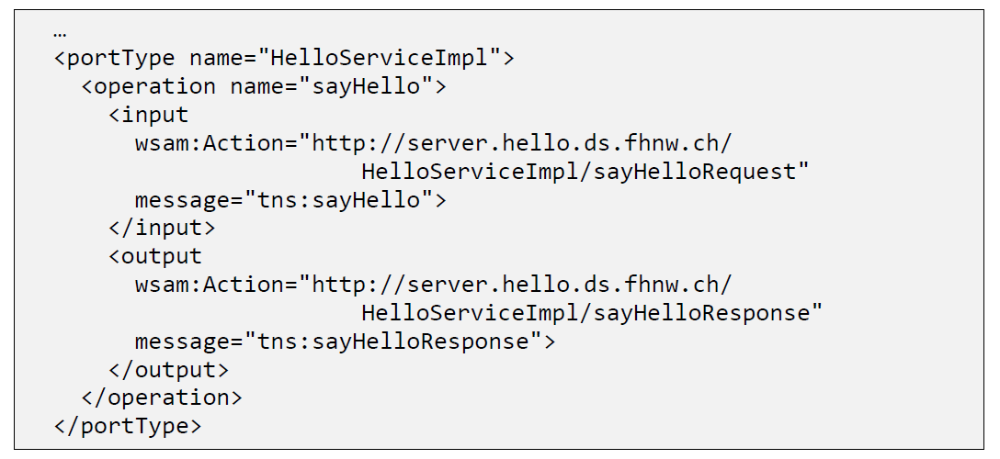 …
<portType name="HelloServiceImpl">
  <operation name="sayHello">
    <input
      wsam:Action="http://server.hello.ds.fhnw.ch/
                       HelloServiceImpl/sayHelloRequest"
      message="tns:sayHello">
    </input>
    <output
      wsam:Action="http://server.hello.ds.fhnw.ch/
                       HelloServiceImpl/sayHelloResponse"
      message="tns:sayHelloResponse">
    </output>
  </operation>
</portType>